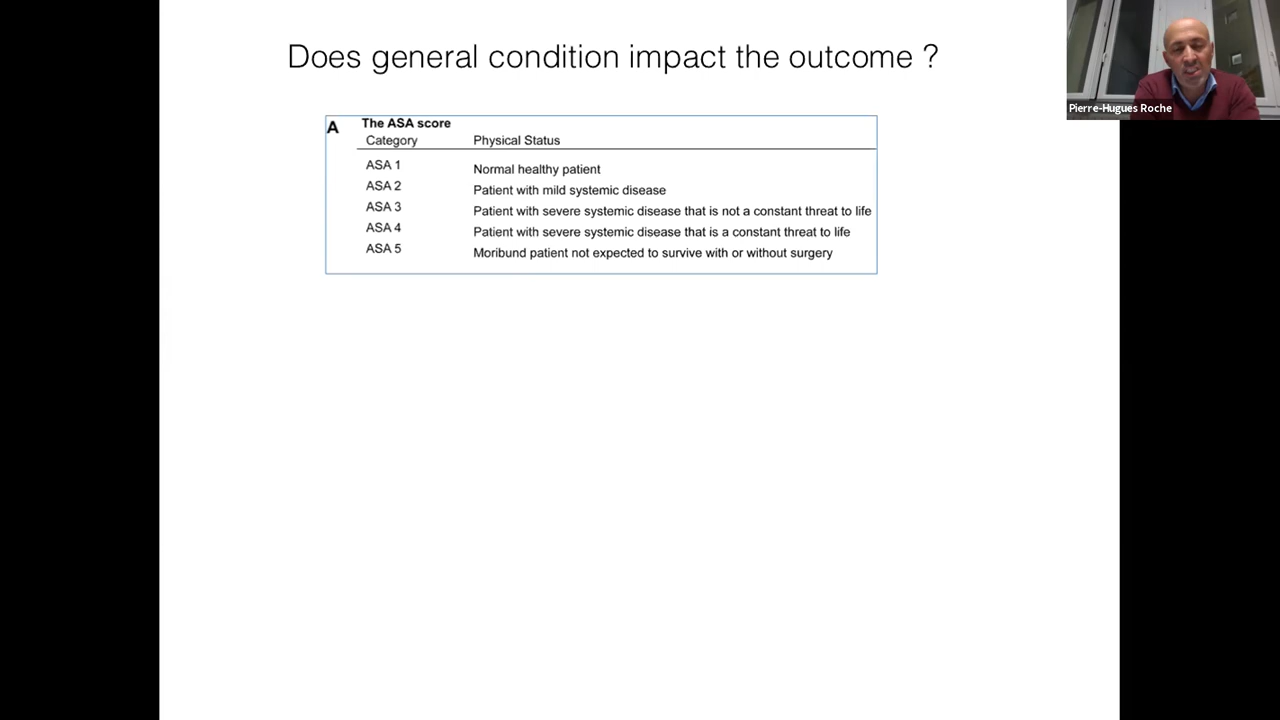 Does general condition impact the outcome ?
Pierre-Hugues Roche
A
The ASA score
Category Physical Status
ASA 1 Normal healthy patient
ASA 2 Patient with mild systemic disease
ASA 3 Patient with severe systemic disease that is not a constant threat to life
ASA 4 Patient with severe systemic disease that is a constant threat to life
ASA 5 Moribund patient not expected to survive with or without surgery